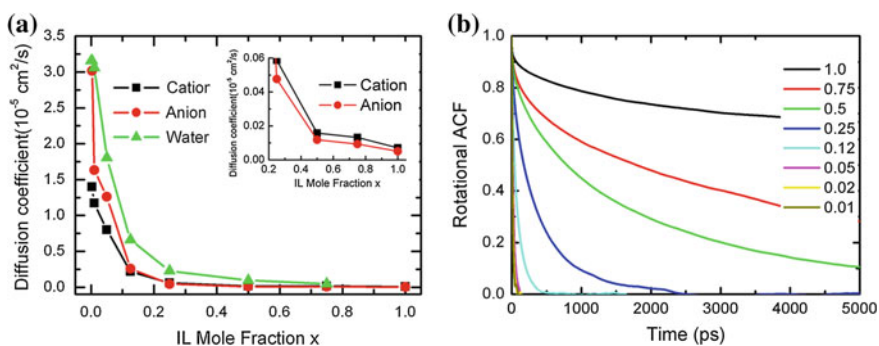 (a)
Diffusion coefficient(10⁻⁵ cm²/s)
3.5
3.0
2.5
2.0
1.5
1.0
0.5
0.0
Catior
Anion
Water
0.0 0.2 0.4 0.6 0.8 1.0
IL Mole Fraction x
Diffusion coefficient(10⁻⁵ cm²/s)
0.06
0.04
0.02
0.00
Cation
Anion
0.2 0.4 0.6 0.8 1.0
IL Mole Fraction x
(b)
Rotational ACF
1.0
0.8
0.6
0.4
0.2
0.0
1.0
0.75
0.5
0.25
0.12
0.05
0.02
0.01
0 1000 2000 3000 4000 5000
Time (ps)